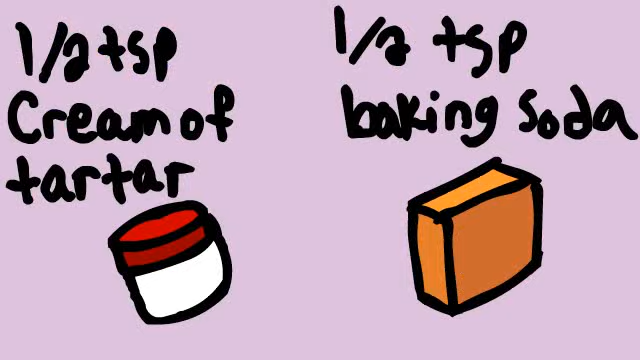 1/2 tsp
Cream of
tartar
1/2 tsp
baking soda